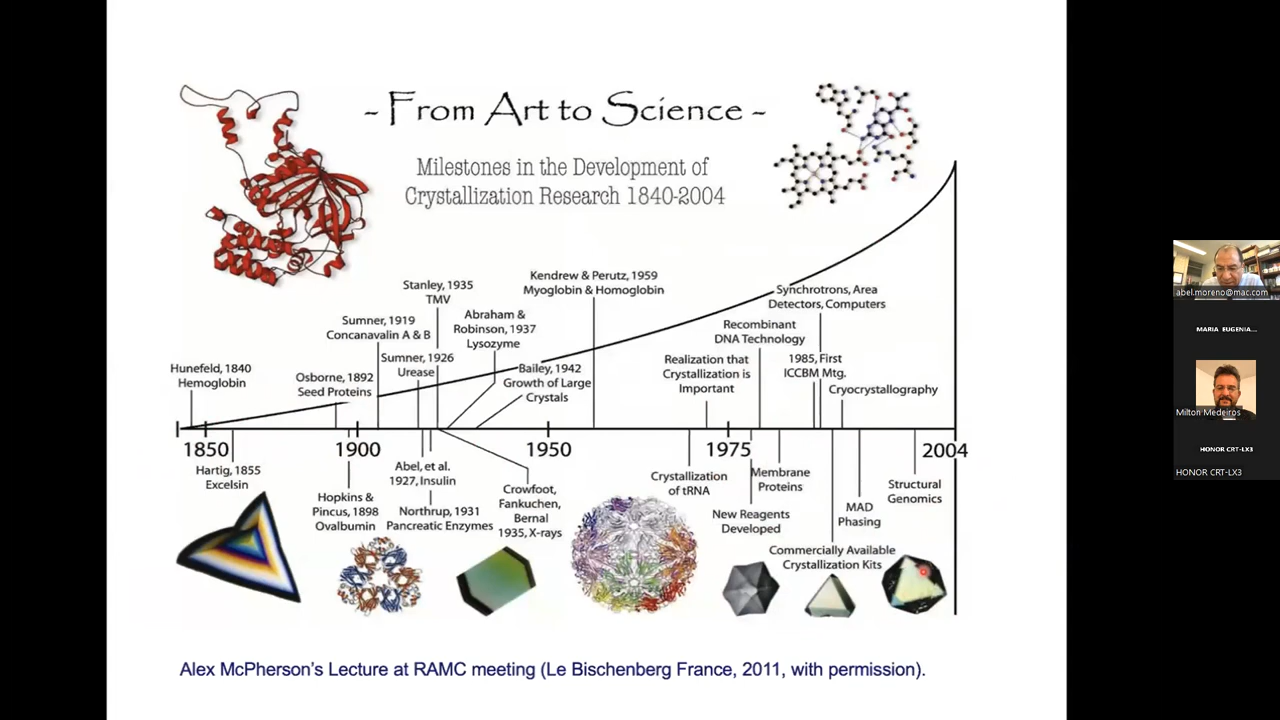 - From Art to Science -
Milestones in the Development of
Crystallization Research 1840-2004
Hunefeld, 1840
Hemoglobin
Osborne, 1892
Seed Proteins
Sumner, 1919
Concanavalin A & B
Sumner, 1926
Urease
Stanley, 1935
TMV
Abraham &
Robinson, 1937
Lysozyme
Bailey, 1942
Growth of Large
Crystals
Kendrew & Perutz, 1959
Myoglobin & Homoglobin
Realization that
Crystallization is
Important
Recombinant
DNA Technology
Synchrotrons, Area
Detectors, Computers
1985, First
ICCBM Mtg.
Cryocrystallography
1850
1900
1950
1975
2004
Hartig, 1855
Excelsin
Hopkins &
Pincus, 1898
Ovalbumin
Abel, et al.
1927, Insulin
Northrup, 1931
Pancreatic Enzymes
Crowfoot,
Fankuchen,
Bernal
1935, X-rays
Crystallization
of tRNA
New Reagents
Developed
Membrane
Proteins
Commercially Available
Crystallization Kits
MAD
Phasing
Structural
Genomics
Alex McPherson's Lecture at RAMC meeting (Le Bischenberg France, 2011, with permission).
abel.moreno@mac.com
MARIA EUGENIA...
Milton Medeiros
HONOR CRT-LX3
HONOR CRT-LX3